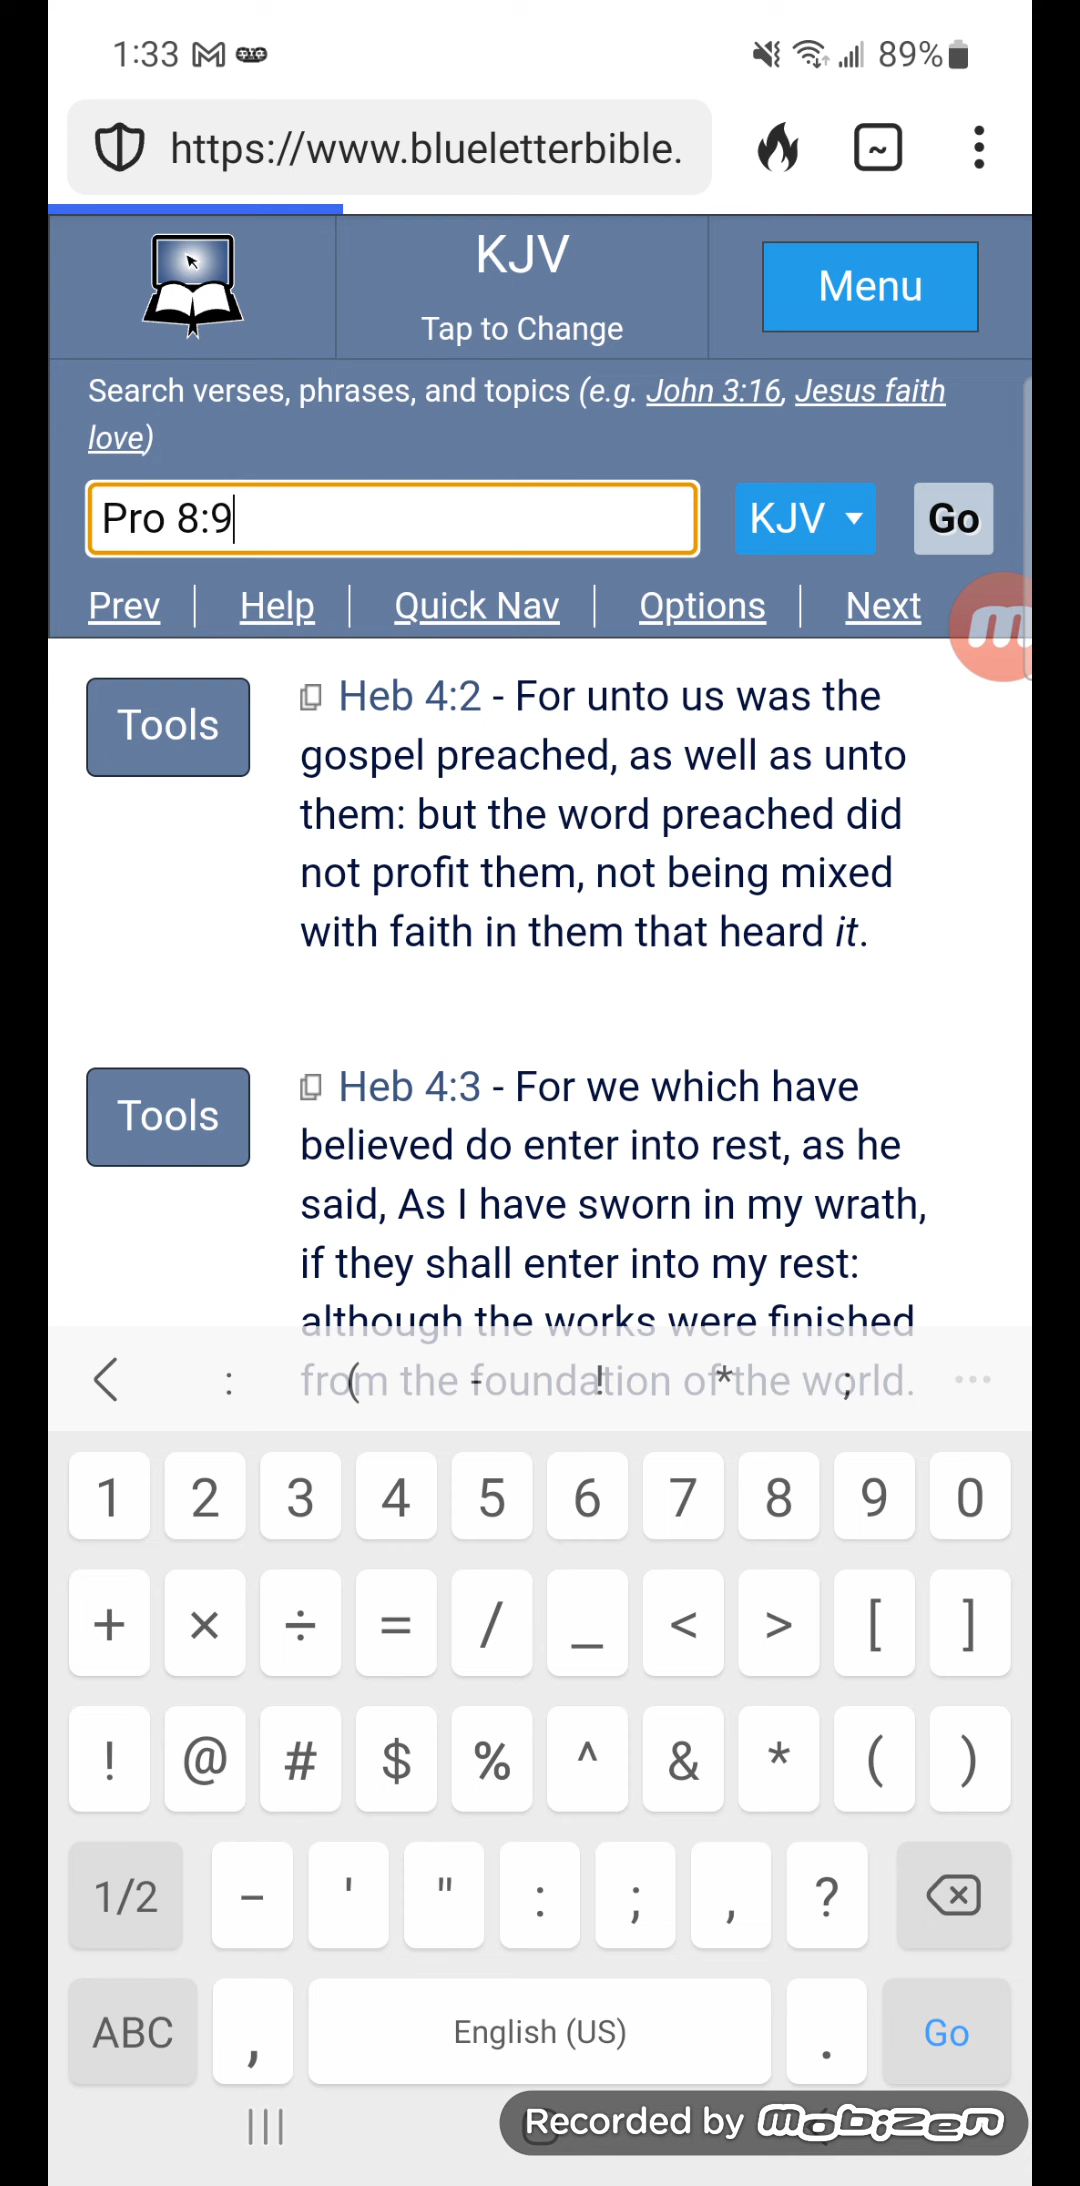 1:33 89%
https://www.blueletterbible.
KJV
Tap to Change
Menu
Search verses, phrases, and topics (e.g. John 3:16, Jesus faith
love)
Pro 8:9
KJV
Go
Prev | Help | Quick Nav | Options | Next
m
Tools
Heb 4:2 - For unto us was the
gospel preached, as well as unto
them: but the word preached did
not profit them, not being mixed
with faith in them that heard it.
Tools
Heb 4:3 - For we which have
believed do enter into rest, as he
said, As I have sworn in my wrath,
if they shall enter into my rest:
although the works were finished
from the foundation of the world.
: ( - ! * ; ...
1 2 3 4 5 6 7 8 9 0
+ × ÷ = / _ < > [ ]
! @ # $ % ^ & * ( )
1/2 - ' " : ; , ?
ABC , English (US) . Go
Recorded by mobizen